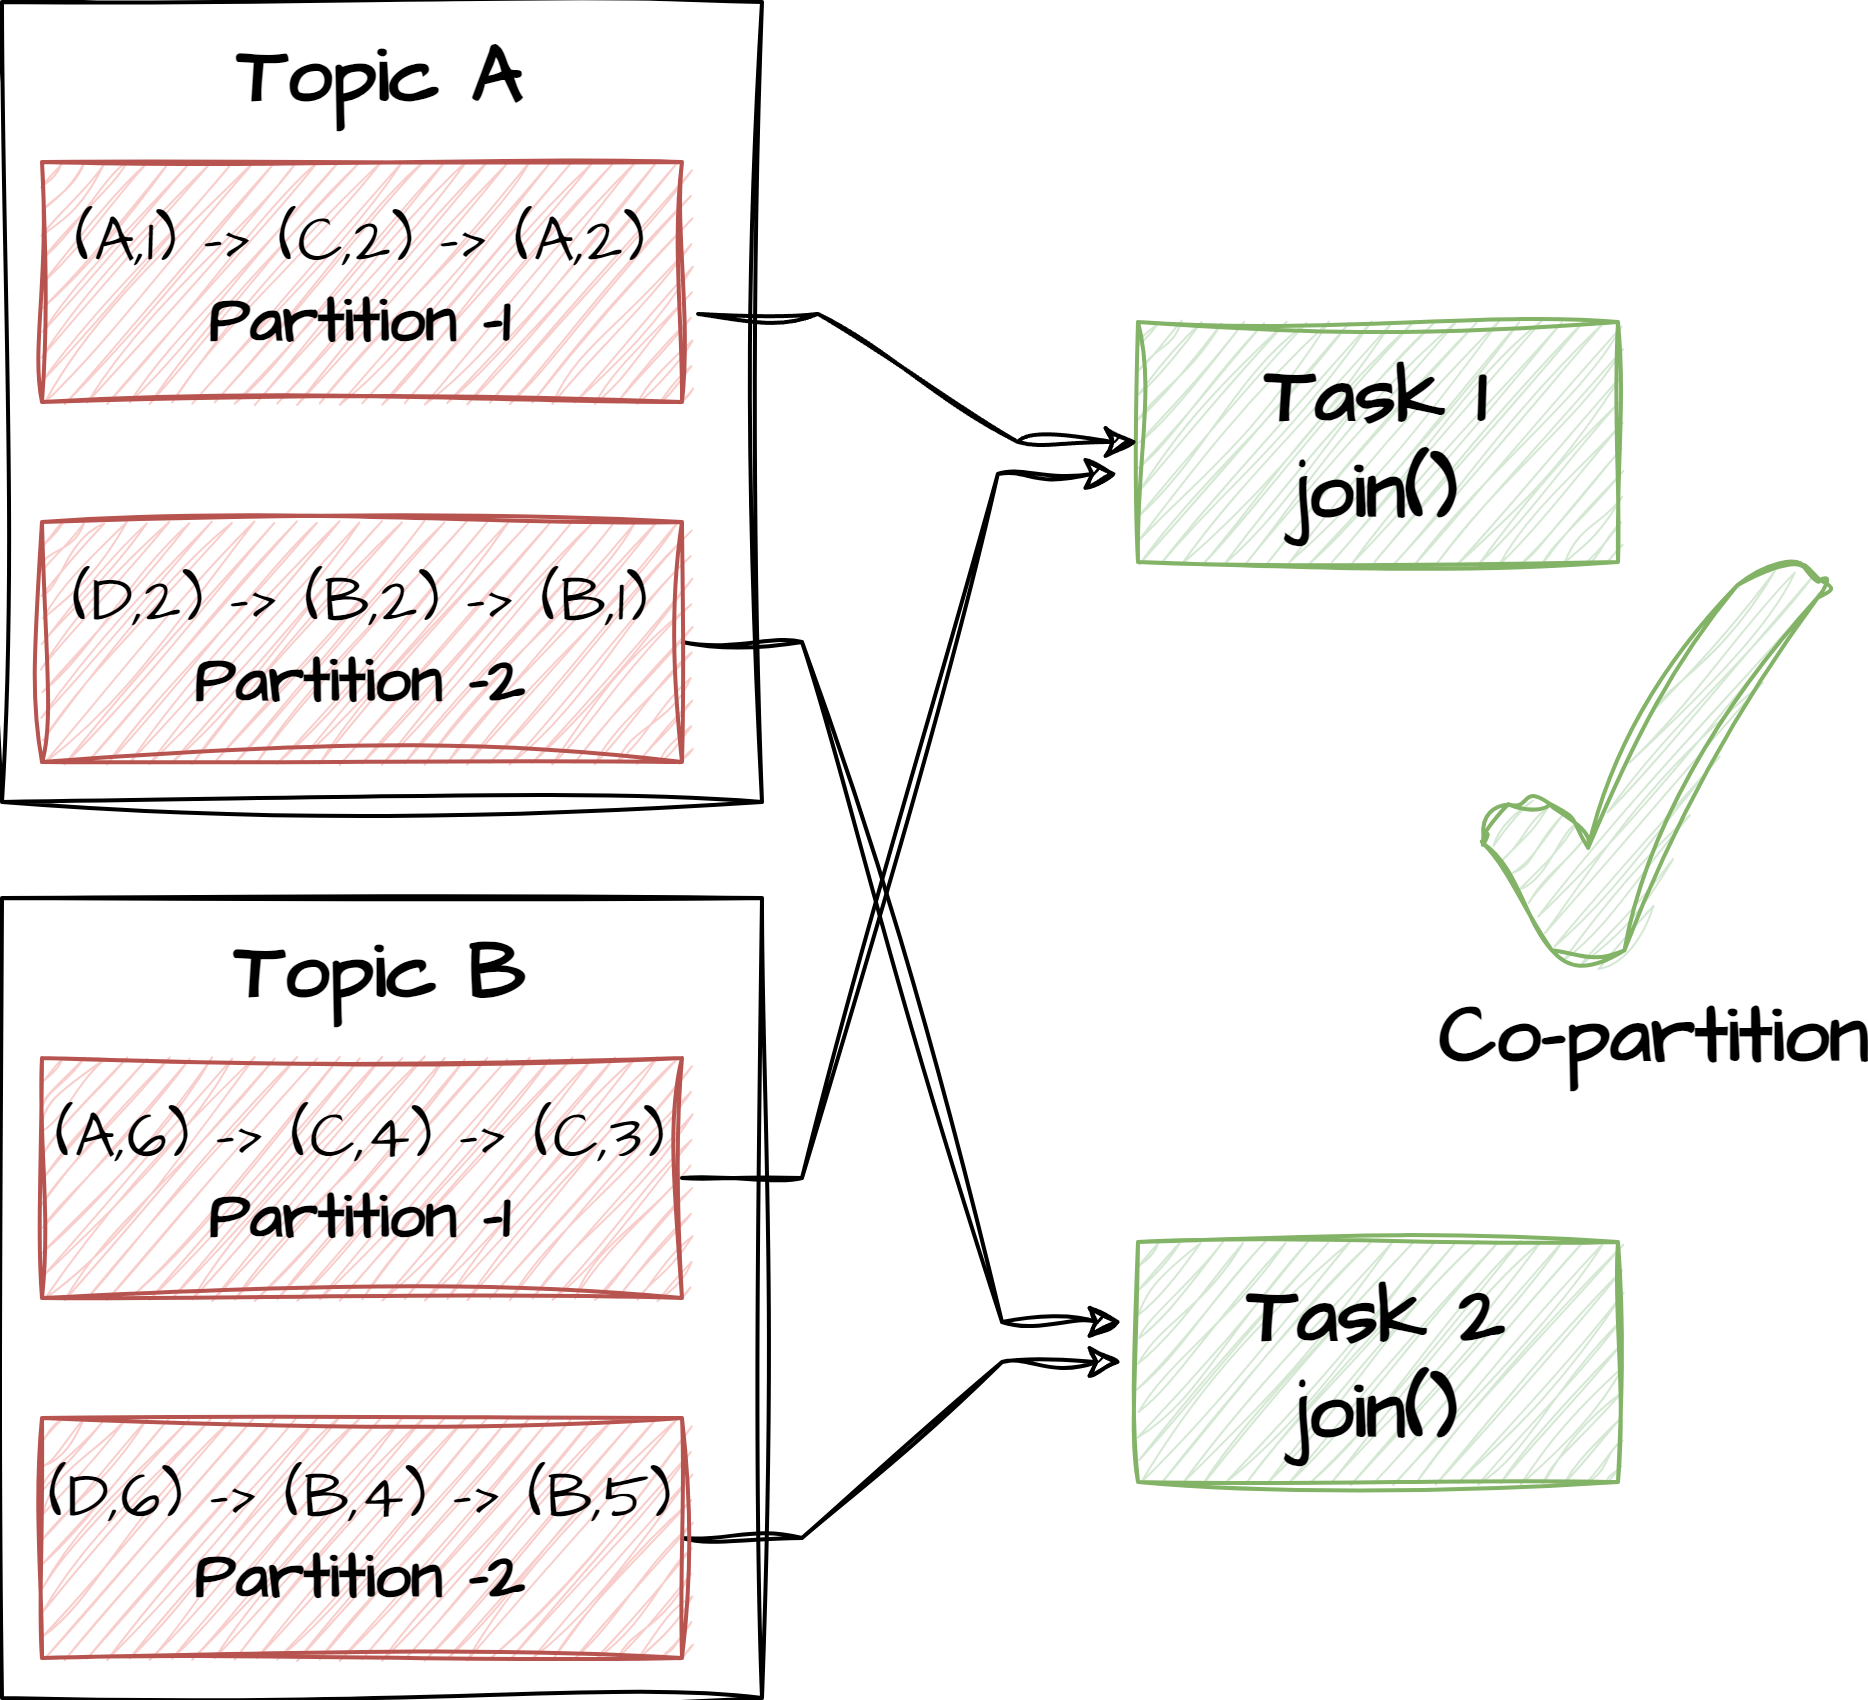 Topic A
(A,1) -> (C,2) -> (A,2)
Partition -1
(D,2) -> (B,2) -> (B,1)
Partition -2
Topic B
(A,6) -> (C,4) -> (C,3)
Partition -1
(D,6) -> (B,4) -> (B,5)
Partition -2
Task 1
join()
Co-partition
Task 2
join()